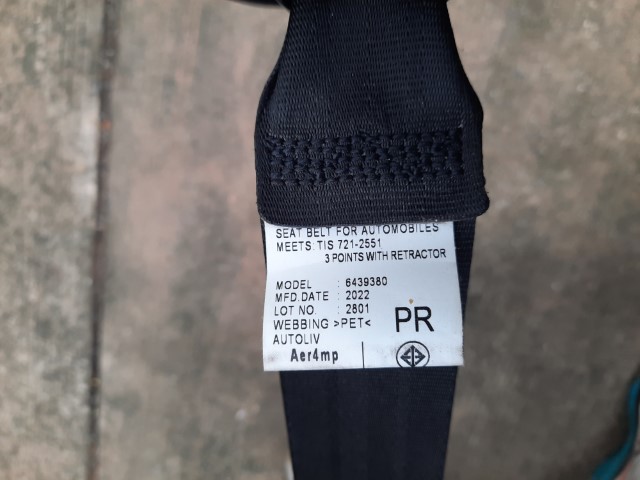 SEAT BELT FOR AUTOMOBILES
MEETS: TIS 721-2551
3 POINTS WITH RETRACTOR
MODEL : 6439380
MFD.DATE : 2022
LOT NO. : 2801
WEBBING >PET<
PR
AUTOLIV
Aer4mp